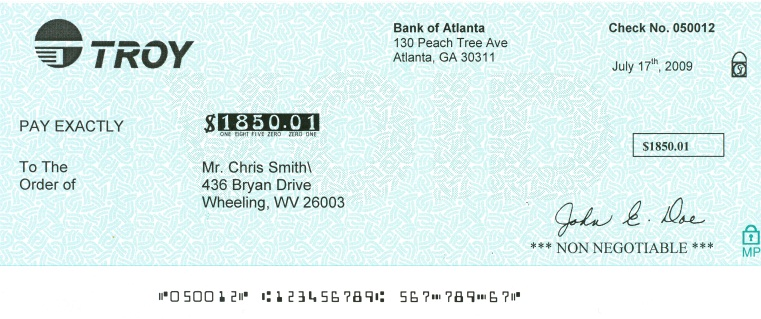 TROY
Bank of Atlanta
130 Peach Tree Ave
Atlanta, GA 30311
Check No. 050012
July 17th, 2009
PAY EXACTLY
$1850.01
ONE EIGHT FIVE ZERO ZERO ONE
$1850.01
To The
Order of
Mr. Chris Smith\
436 Bryan Drive
Wheeling, WV 26003
John E. Doe
*** NON NEGOTIABLE ***
MP
⑈050012⑈ ⑆123456789⑆ 567⑉789⑉67⑈